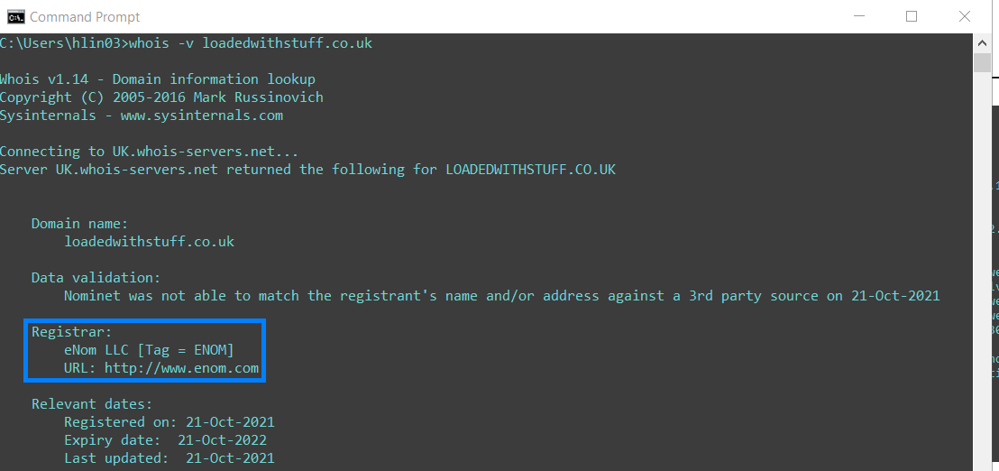 Command Prompt
C:\Users\hlin03>whois -v loadedwithstuff.co.uk
Whois v1.14 - Domain information lookup
Copyright (C) 2005-2016 Mark Russinovich
Sysinternals - www.sysinternals.com
Connecting to UK.whois-servers.net...
Server UK.whois-servers.net returned the following for LOADEDWITHSTUFF.CO.UK
Domain name:
loadedwithstuff.co.uk
Data validation:
Nominet was not able to match the registrant's name and/or address against a 3rd party source on 21-Oct-2021
Registrar:
eNom LLC [Tag = ENOM]
URL: http://www.enom.com
Relevant dates:
Registered on: 21-Oct-2021
Expiry date:  21-Oct-2022
Last updated:  21-Oct-2021